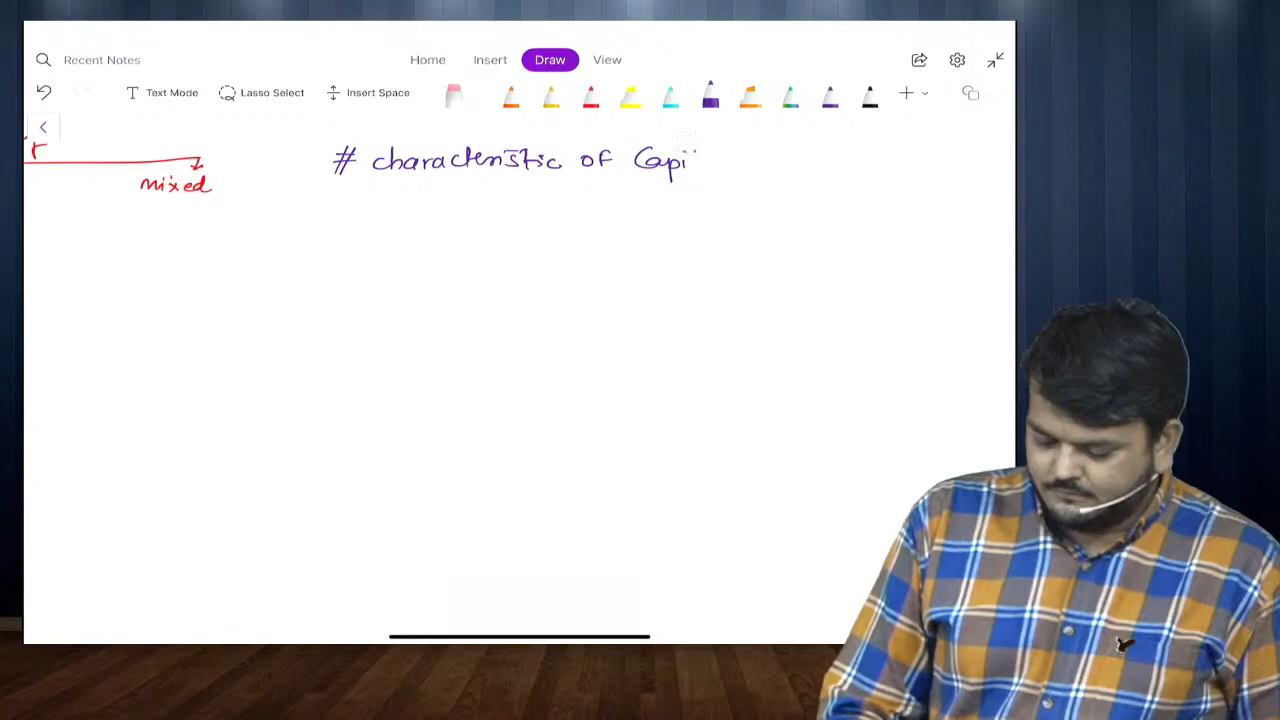 Recent Notes
Home Insert Draw View
Text Mode Lasso Select Insert Space
r
mixed
# characteristic of Capi